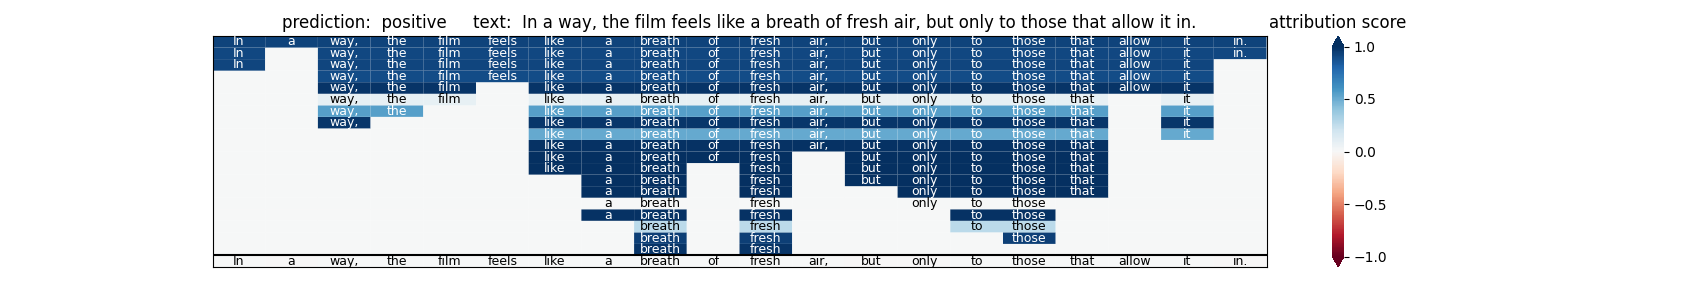 prediction: positive text: In a way, the film feels like a breath of fresh air, but only to those that allow it in. attribution score
In a way, the film feels like a breath of fresh air, but only to those that allow it in.
In way, the film feels like a breath of fresh air, but only to those that allow it in.
In way, the film feels like a breath of fresh air, but only to those that allow it
way, the film feels like a breath of fresh air, but only to those that allow it
way, the film like a breath of fresh air, but only to those that allow it
way, the film like a breath of fresh air, but only to those that it
way, the like a breath of fresh air, but only to those that it
way, like a breath of fresh air, but only to those that it
like a breath of fresh air, but only to those that it
like a breath of fresh air, but only to those that
like a breath of fresh but only to those that
like a breath fresh but only to those that
a breath fresh but only to those that
a breath fresh only to those that
a breath fresh only to those
a breath fresh to those
breath fresh to those
breath fresh those
breath fresh
In a way, the film feels like a breath of fresh air, but only to those that allow it in.
1.0
0.5
0.0
−0.5
−1.0